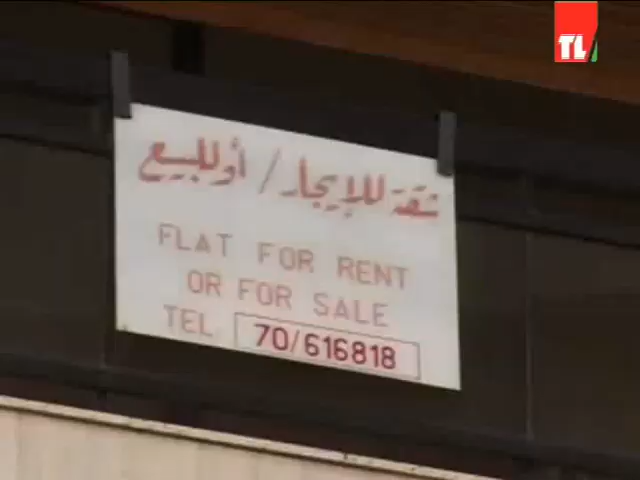 TL
شقة للإيجار / أو للبيع
FLAT FOR RENT
OR FOR SALE
TEL 70/616818